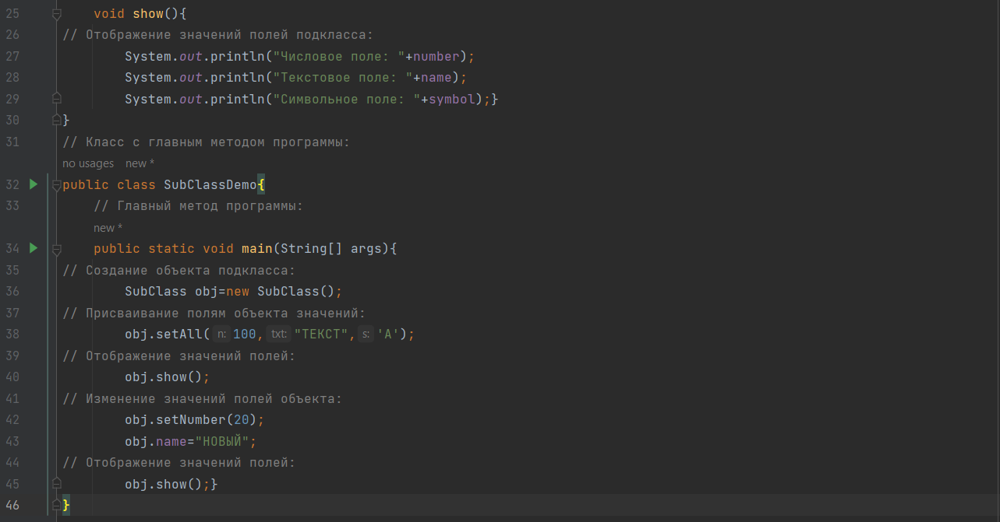 25 void show(){
26 // Отображение значений полей подкласса:
27 System.out.println("Числовое поле: "+number);
28 System.out.println("Текстовое поле: "+name);
29 System.out.println("Символьное поле: "+symbol);}
30 }
31 // Класс с главным методом программы:
no usages new *
32 public class SubClassDemo{
33 // Главный метод программы:
new *
34 public static void main(String[] args){
35 // Создание объекта подкласса:
36 SubClass obj=new SubClass();
37 // Присваивание полям объекта значений:
38 obj.setAll( n: 100, txt: "ТЕКСТ", s: 'A');
39 // Отображение значений полей:
40 obj.show();
41 // Изменение значений полей объекта:
42 obj.setNumber(20);
43 obj.name="НОВЫЙ";
44 // Отображение значений полей:
45 obj.show();}
46 }